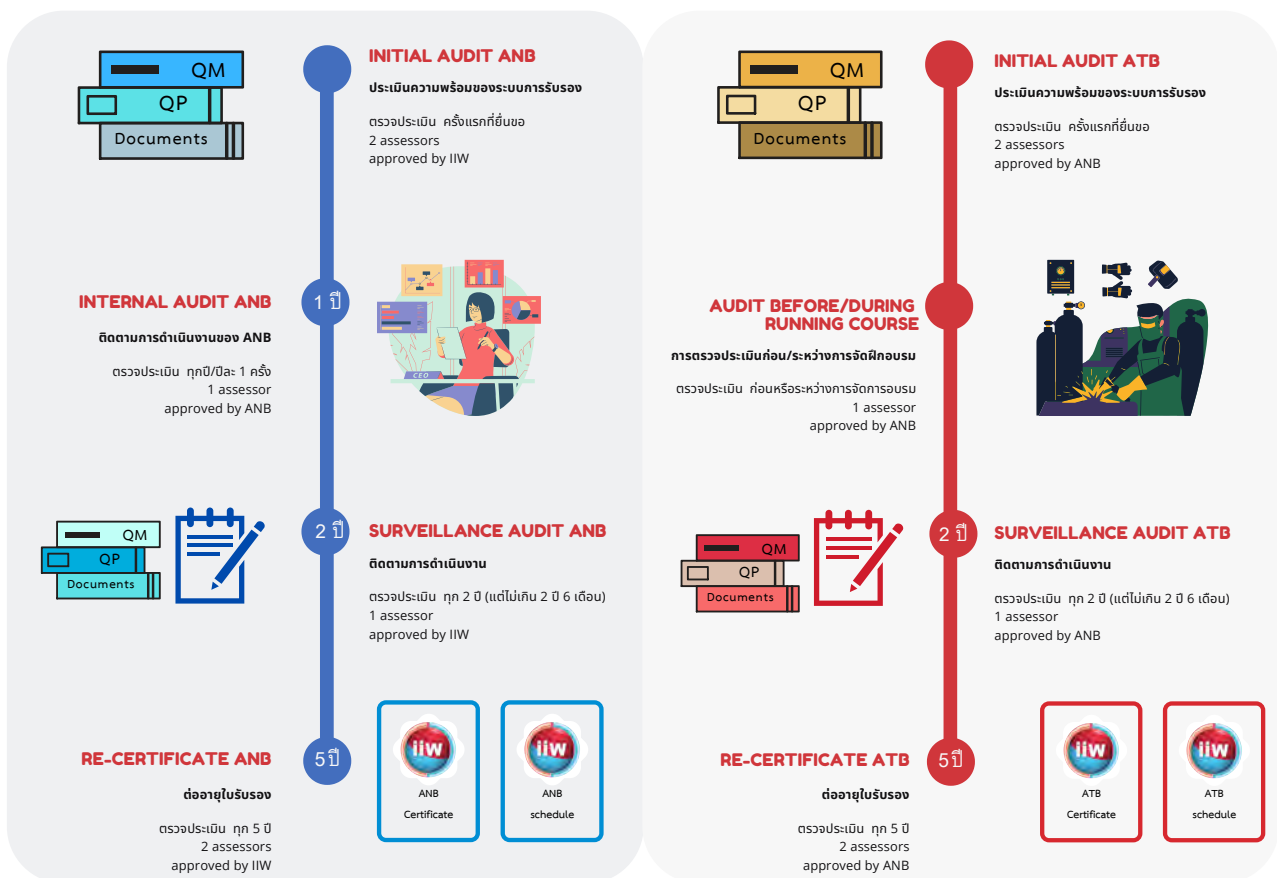 QM
QP
Documents
INITIAL AUDIT ANB
ประเมินความพร้อมของระบบการรับรอง
ตรวจประเมิน ครั้งแรกที่ยื่นขอ
2 assessors
approved by IIW
INTERNAL AUDIT ANB
ติดตามการดำเนินงานของ ANB
ตรวจประเมิน ทุกปี/ปีละ 1 ครั้ง
1 assessor
approved by ANB
1 ปี
CEO
QM
QP
Documents
2 ปี
SURVEILLANCE AUDIT ANB
ติดตามการดำเนินงาน
ตรวจประเมิน ทุก 2 ปี (แต่ไม่เกิน 2 ปี 6 เดือน)
1 assessor
approved by IIW
RE-CERTIFICATE ANB
ต่ออายุใบรับรอง
ตรวจประเมิน ทุก 5 ปี
2 assessors
approved by IIW
5 ปี
iiw
ANB
Certificate
iiw
ANB
schedule
QM
QP
Documents
INITIAL AUDIT ATB
ประเมินความพร้อมของระบบการรับรอง
ตรวจประเมิน ครั้งแรกที่ยื่นขอ
2 assessors
approved by ANB
AUDIT BEFORE/DURING
RUNNING COURSE
การตรวจประเมินก่อน/ระหว่างการจัดฝึกอบรม
ตรวจประเมิน ก่อนหรือระหว่างการจัดการอบรม
1 assessor
approved by ANB
QM
QP
Documents
2 ปี
SURVEILLANCE AUDIT ATB
ติดตามการดำเนินงาน
ตรวจประเมิน ทุก 2 ปี (แต่ไม่เกิน 2 ปี 6 เดือน)
1 assessor
approved by ANB
RE-CERTIFICATE ATB
ต่ออายุใบรับรอง
ตรวจประเมิน ทุก 5 ปี
2 assessors
approved by ANB
5 ปี
iiw
ATB
Certificate
iiw
ATB
schedule